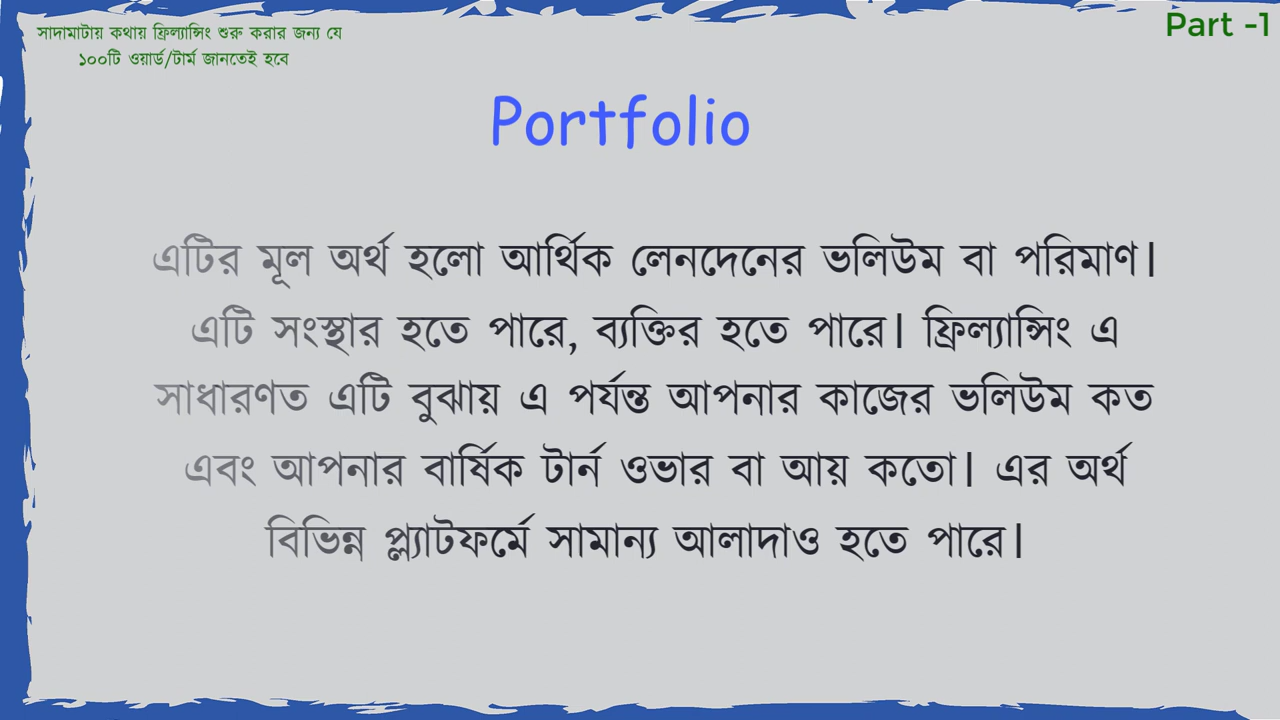 সাদামাটায় কথায় ফ্রিল্যান্সিং শুরু করার জন্য যে
১০০টি ওয়ার্ড/টার্ম জানতেই হবে
Part -1
Portfolio
এটির মূল অর্থ হলো আর্থিক লেনদেনের ভলিউম বা পরিমাণ।
এটি সংস্থার হতে পারে, ব্যক্তির হতে পারে। ফ্রিল্যান্সিং এ
সাধারণত এটি বুঝায় এ পর্যন্ত আপনার কাজের ভলিউম কত
এবং আপনার বার্ষিক টার্ন ওভার বা আয় কতো। এর অর্থ
বিভিন্ন প্ল্যাটফর্মে সামান্য আলাদাও হতে পারে।